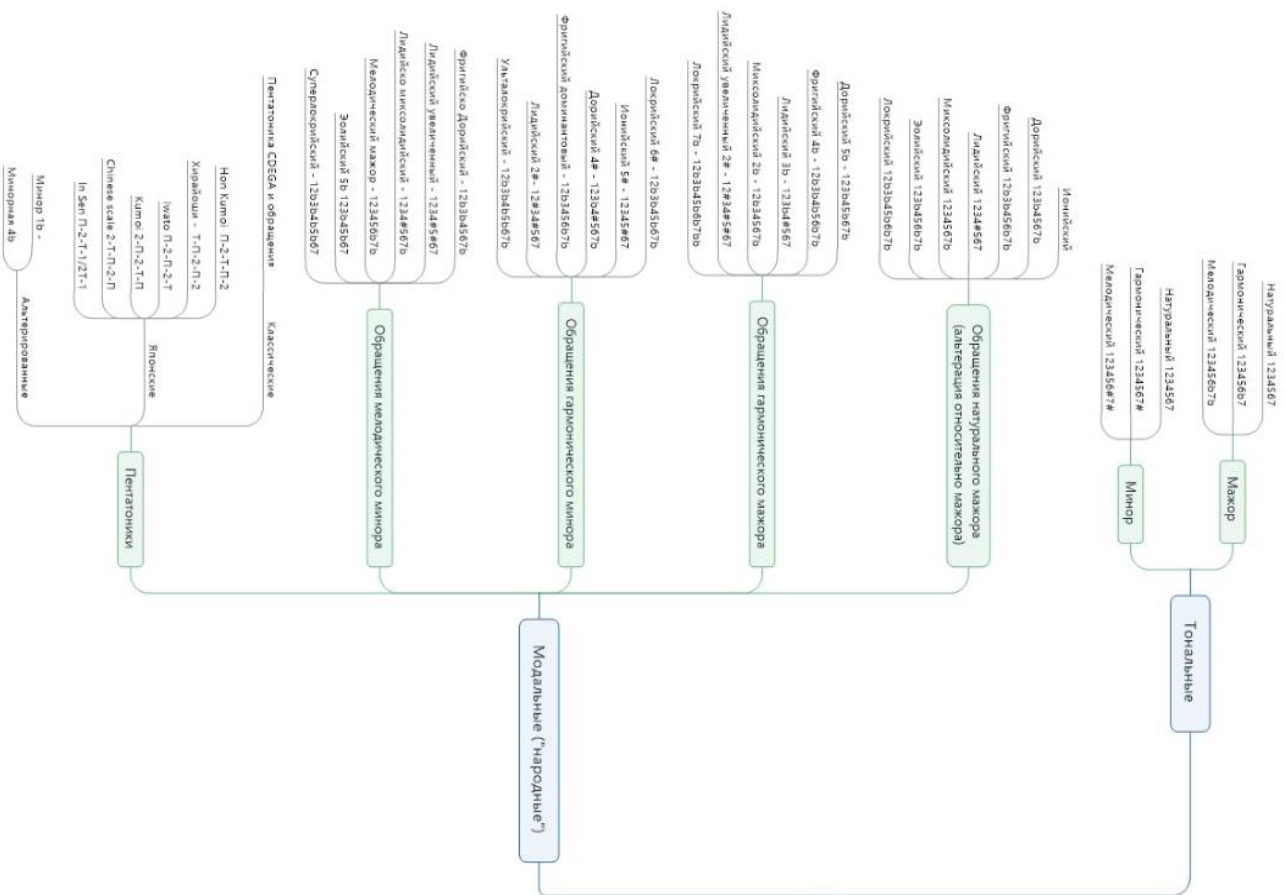 Тональные
Мажор
Натуральный 1234567
Гармонический 123456b7
Мелодический 123456b7b
Минор
Натуральный 1234567
Гармонический 1234567#
Мелодический 123456#7#
Модальные ("народные")
Обращения натурального мажора
(альтерация относительно мажора)
Ионийский
Дорийский 123b4567b
Фригийский 12b3b456b7b
Лидийский 1234#567
Миксолидийский 1234567b
Эолийский 123b456b7b
Локрийский 12b3b45b6b7b
Обращения гармонического мажора
Дорийский 5b - 123b45b67b
Фригийский 4b - 12b3b4b56b7b
Лидийский 3b - 123b4#567
Миксолидийский 2b - 12b34567b
Лидийский увеличенный 2# - 12#34#5#67
Локрийский 7b - 12b3b45b6b7bb
Обращения гармонического минора
Локрийский 6# - 12b3b45b67b
Ионийский 5# - 12345#67
Дорийский 4# - 123b4#567b
Фригийский доминантовый - 12b3456b7b
Лидийский 2#- 12#34#567
Ульталокрийский - 12b3b4b5b67b
Обращения мелодического минора
Фригийско Дорийский - 12b3b4567b
Лидийский увеличенный - 1234#5#67
Лидийско миксолидийский - 1234#567b
Мелодический мажор - 123456b7b
Эолийский 5b 123b45b67
Суперлокрийский - 12b3b4b5b67
Пентатоники
Классические
Пентатоника CDEGA и обращения
Японские
Hon Kumoi П-2-Т-П-2
Хирайоши - Т-П-2-П-2
Iwato П-2-П-2-Т
Kumoi 2-П-2-Т-П
Chinese scale 2-Т-П-2-П
In Sen П-2-Т-1/2Т-1
Альтерированные
Минор 1b -
Минорная 4b